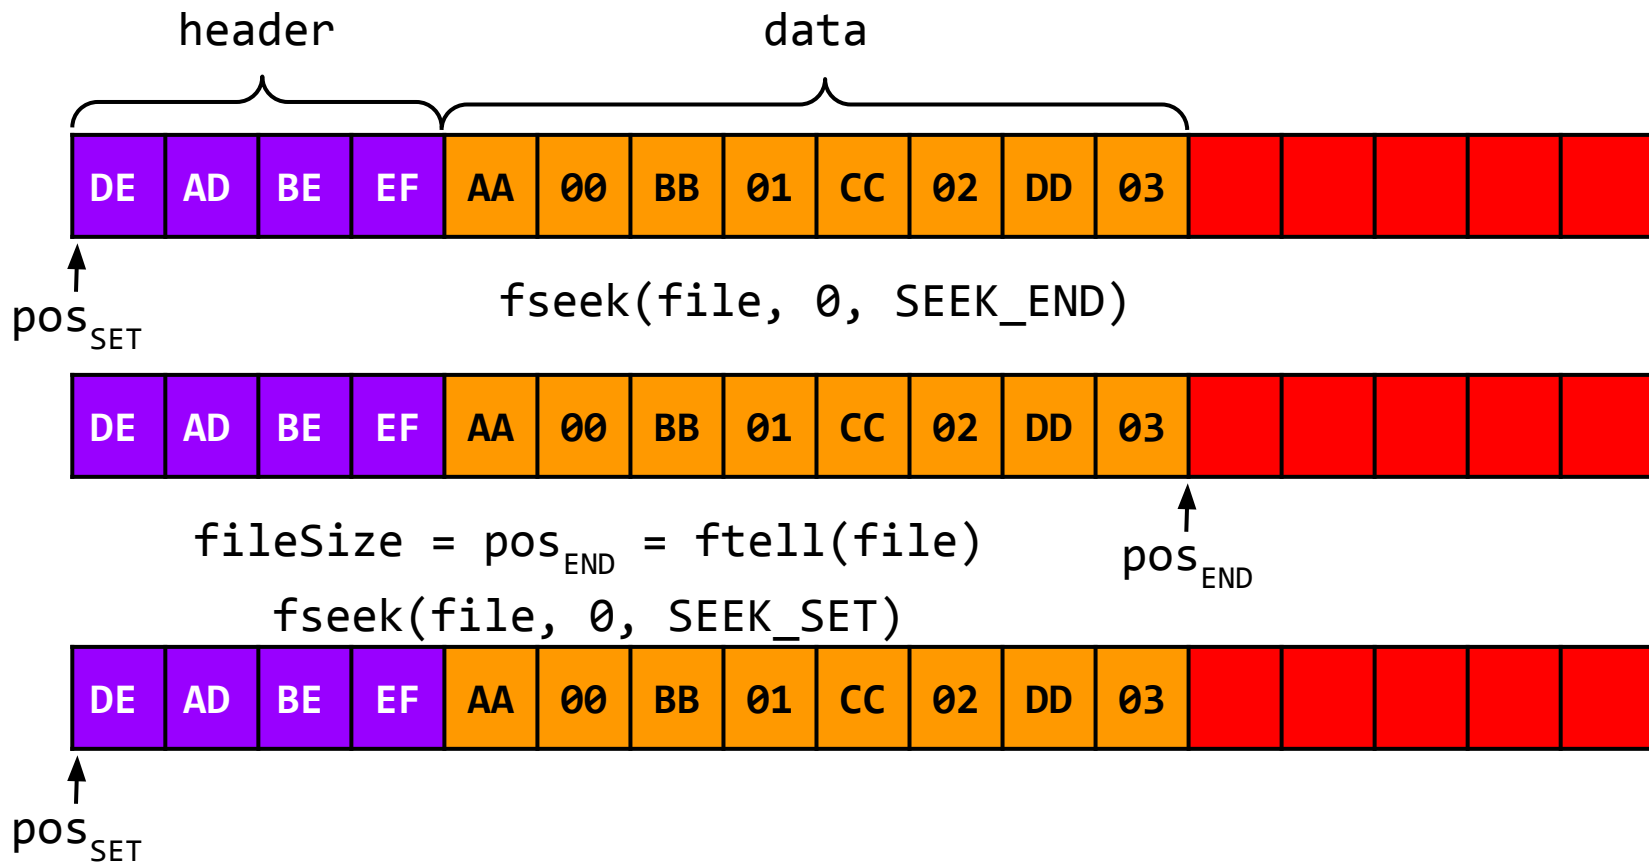 header data
DE AD BE EF AA 00 BB 01 CC 02 DD 03
fseek(file, 0, SEEK_END)
posSET
DE AD BE EF AA 00 BB 01 CC 02 DD 03
fileSize = posEND = ftell(file)
posEND
fseek(file, 0, SEEK_SET)
DE AD BE EF AA 00 BB 01 CC 02 DD 03
posSET